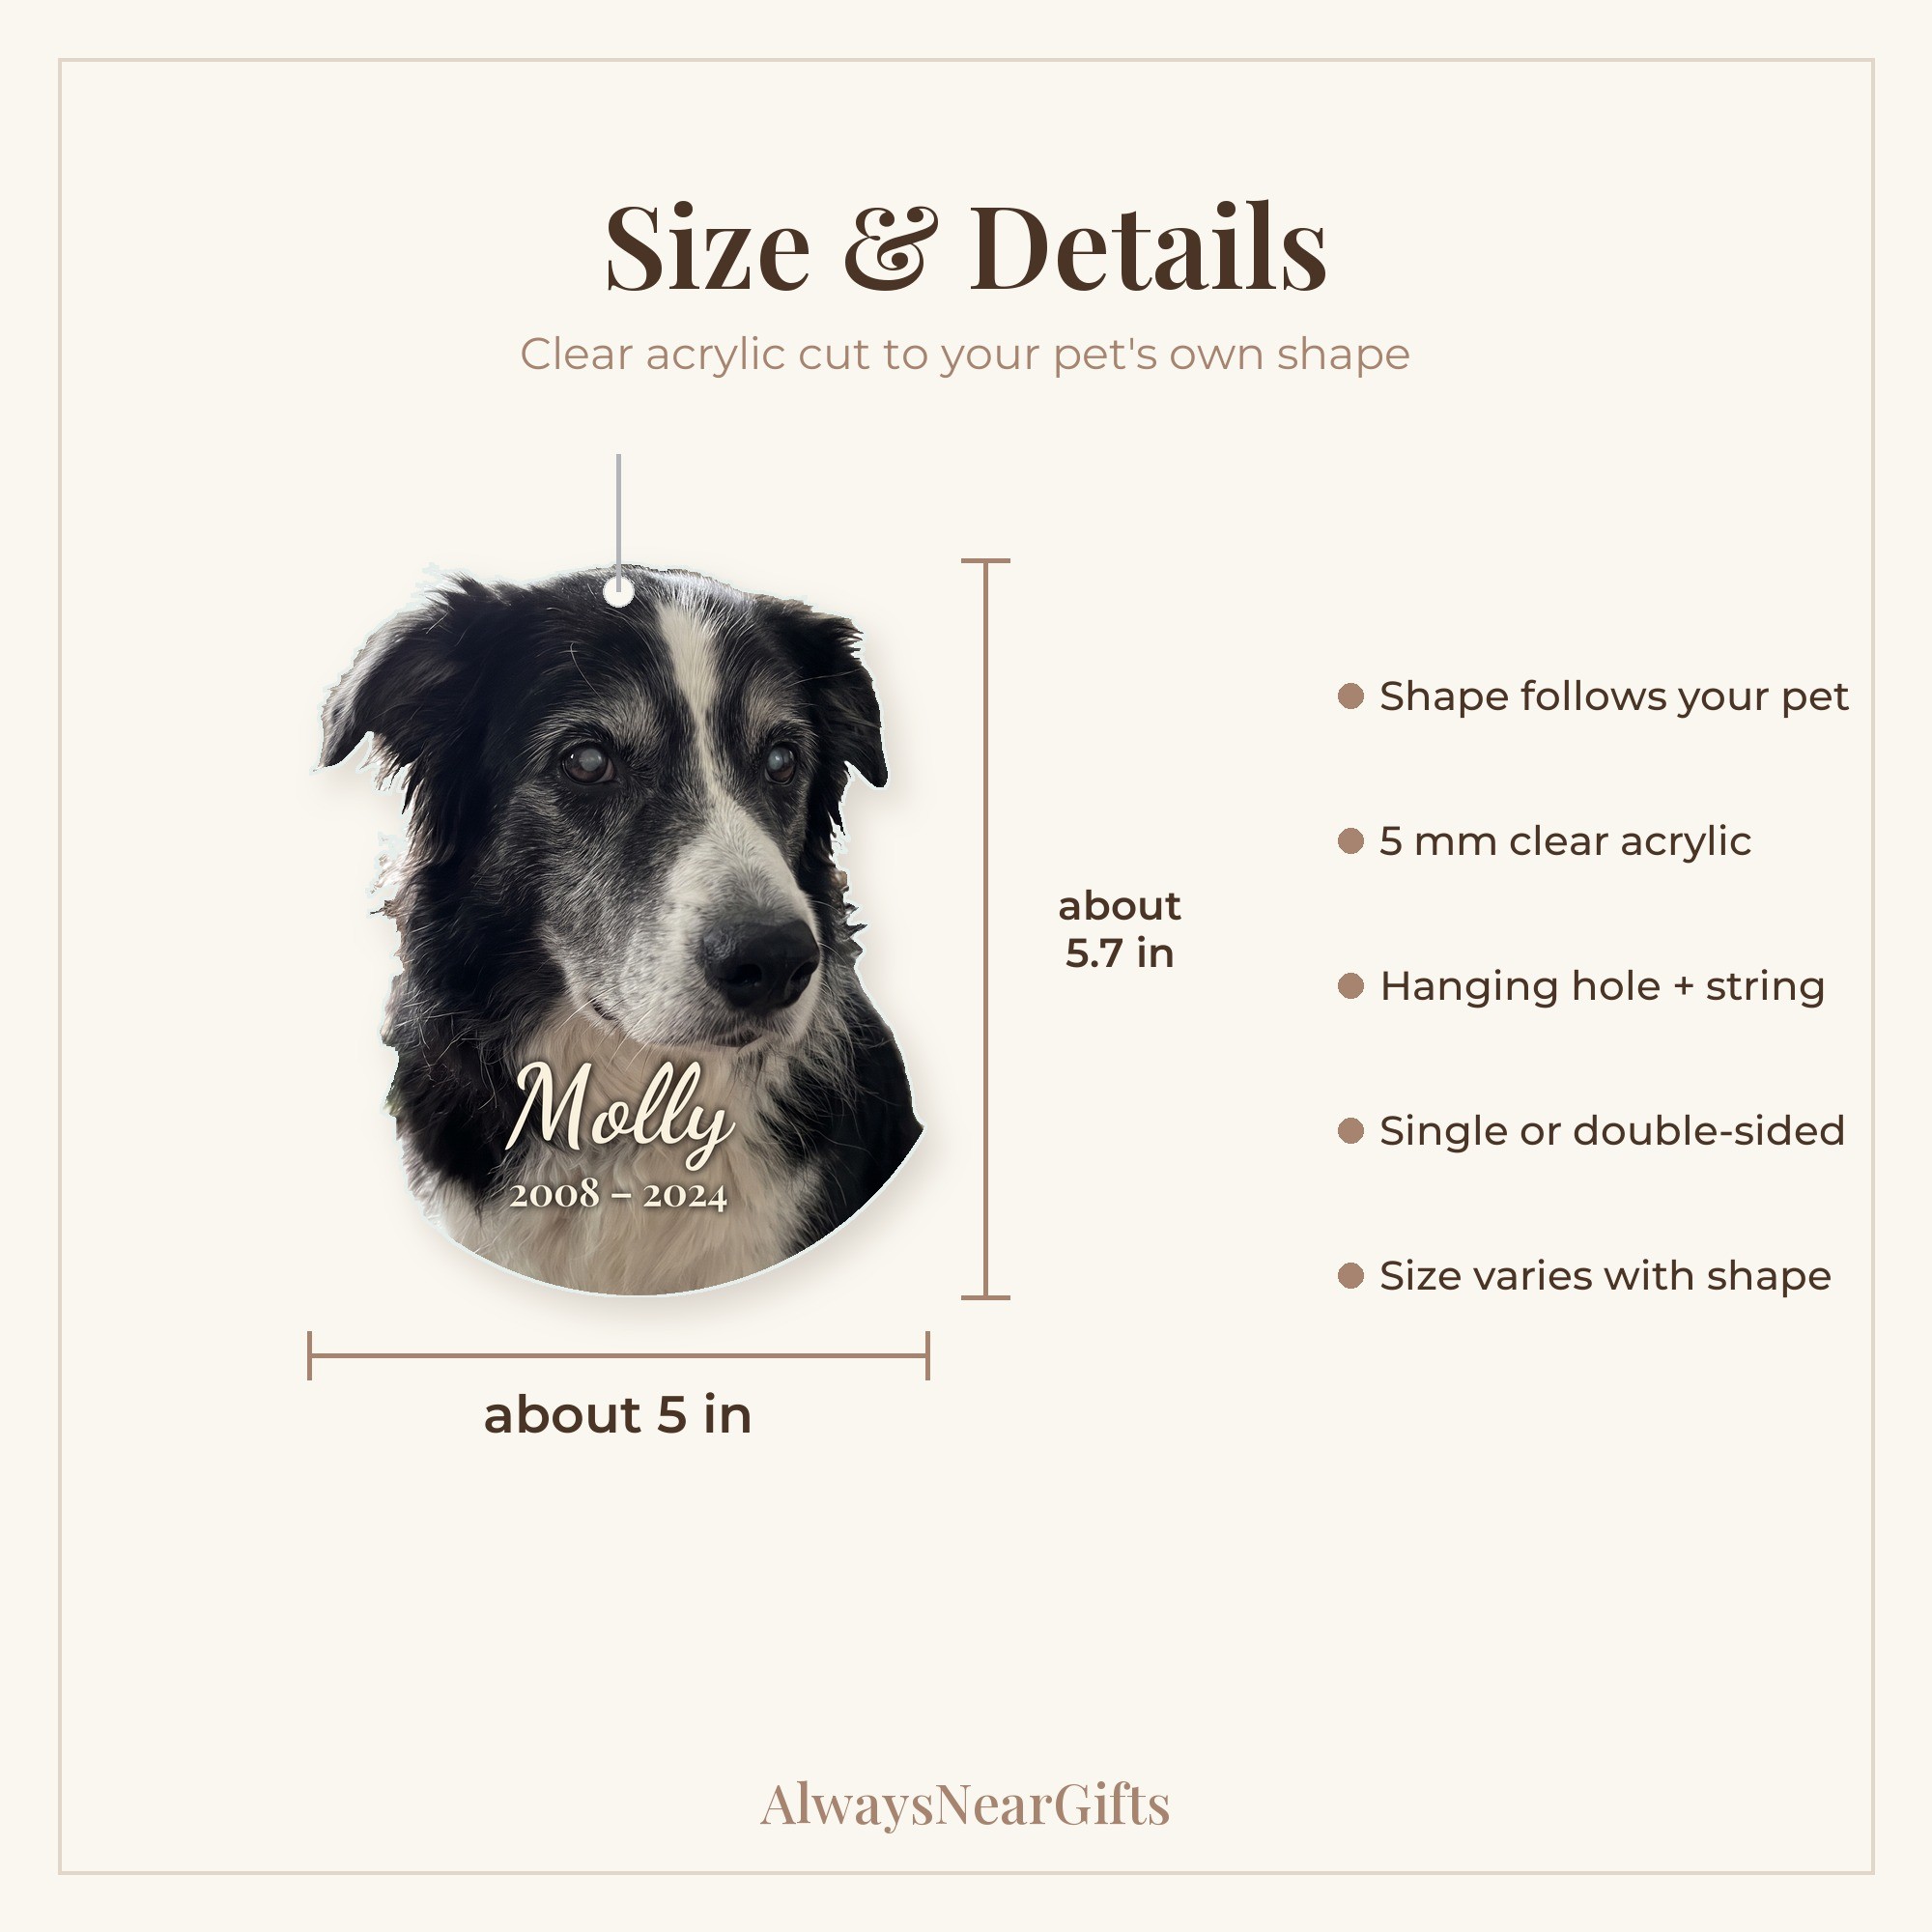 Size & Details
Clear acrylic cut to your pet's own shape
Molly
2008 – 2024
about
5.7 in
about 5 in
Shape follows your pet
5 mm clear acrylic
Hanging hole + string
Single or double-sided
Size varies with shape
AlwaysNearGifts